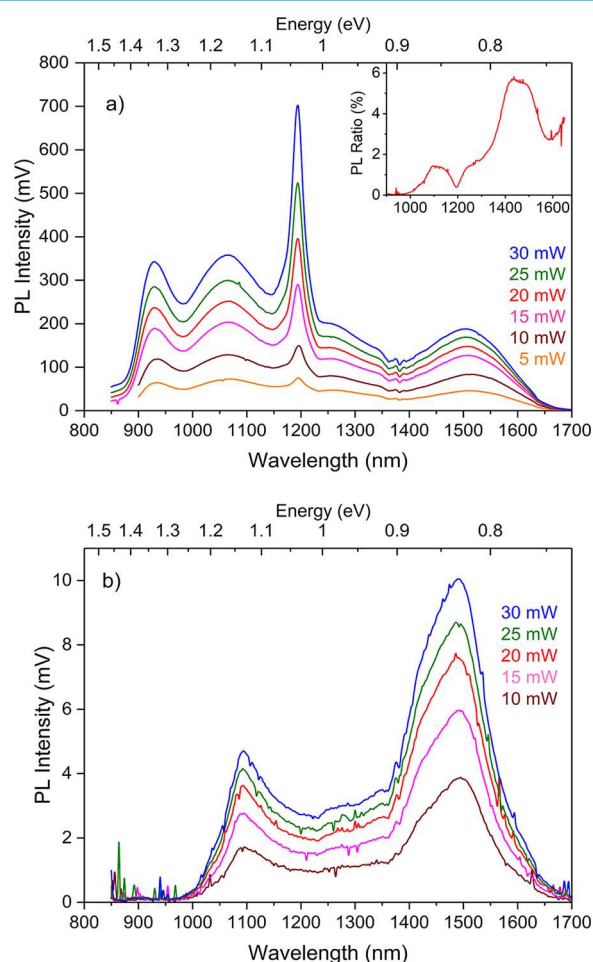 Energy (eV)
1.5 1.4 1.3 1.2 1.1 1 0.9 0.8
800
700
600
500
400
300
200
100
0
PL Intensity (mV)
a)
6
4
2
0
PL Ratio (%)
1000 1200 1400 1600
30 mW
25 mW
20 mW
15 mW
10 mW
5 mW
800 900 1000 1100 1200 1300 1400 1500 1600 1700
Wavelength (nm)
Energy (eV)
1.5 1.4 1.3 1.2 1.1 1 0.9 0.8
10
8
6
4
2
0
PL Intensity (mV)
b)
30 mW
25 mW
20 mW
15 mW
10 mW
800 900 1000 1100 1200 1300 1400 1500 1600 1700
Wavelength (nm)